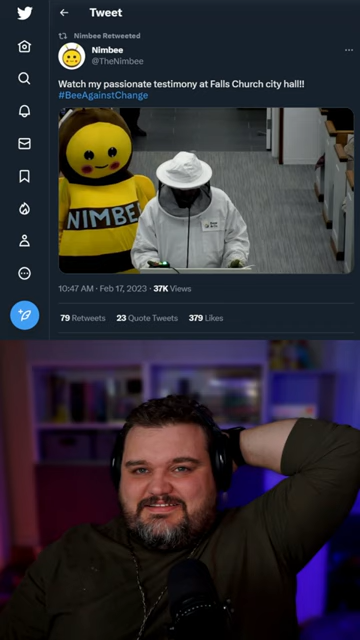 Tweet
Nimbee Retweeted
Nimbee
@TheNimbee
Watch my passionate testimony at Falls Church city hall!!
#BeeAgainstChange
NIMBE
10:47 AM · Feb 17, 2023 · 37K Views
79 Retweets 23 Quote Tweets 379 Likes